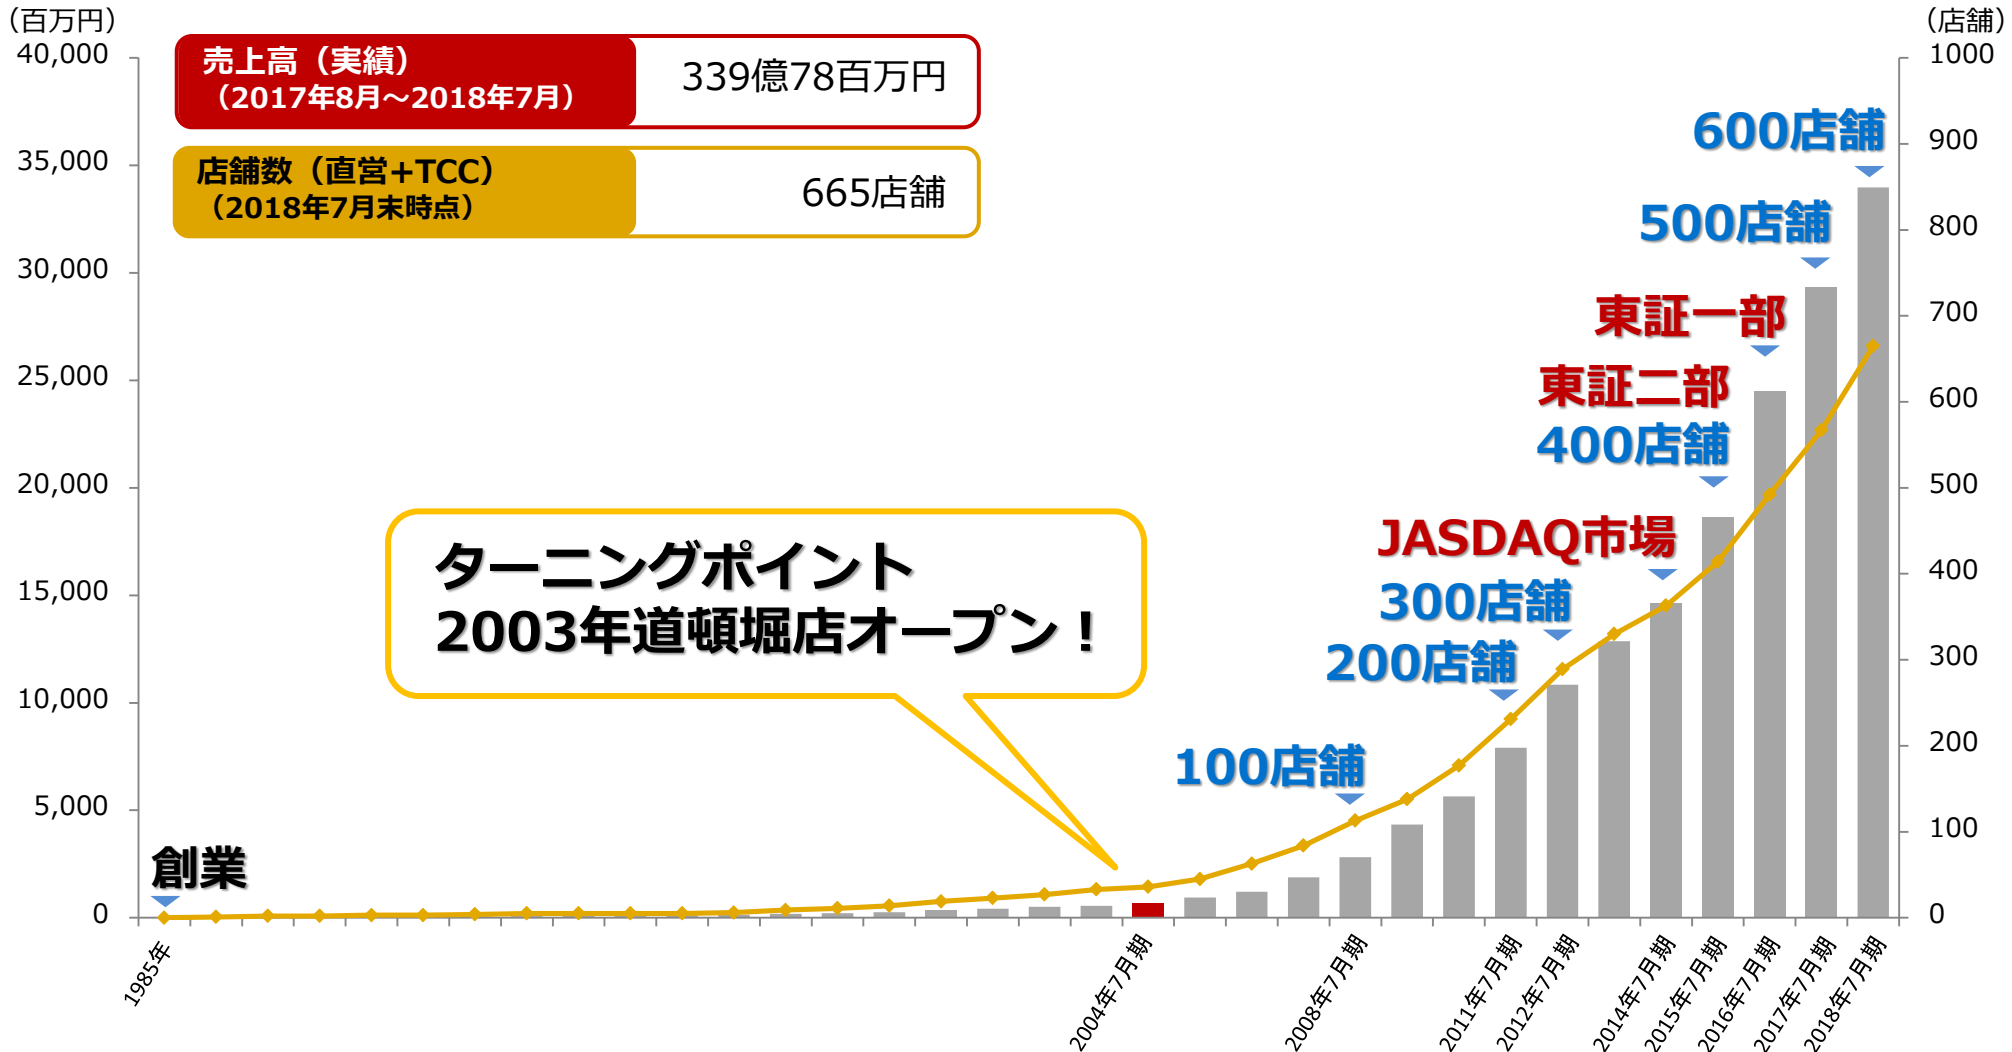 （百万円）
（店舗）
40,000
35,000
30,000
25,000
20,000
15,000
10,000
5,000
0
売上高（実績）
（2017年8月～2018年7月）
339億78百万円
店舗数（直営+TCC）
（2018年7月末時点）
665店舗
ターニングポイント
2003年道頓堀店オープン！
創業
100店舗
200店舗
300店舗
JASDAQ市場
400店舗
東証二部
東証一部
500店舗
600店舗
1000
900
800
700
600
500
400
300
200
100
0
1985年
2004年7月期
2008年7月期
2011年7月期
2012年7月期
2014年7月期
2015年7月期
2016年7月期
2017年7月期
2018年7月期